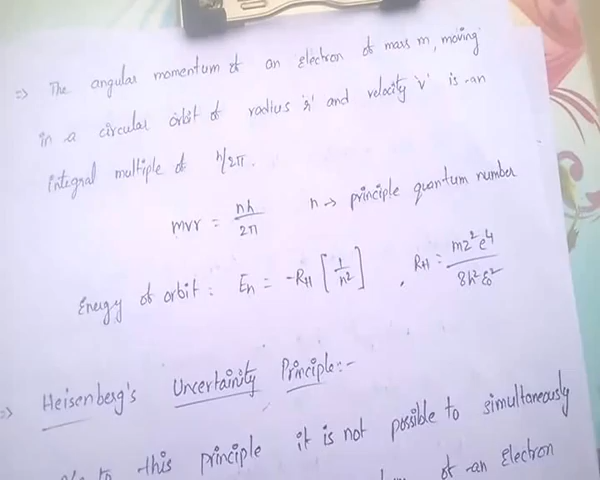 => The angular momentum of an electron of mass m, moving
in a circular orbit of radius 'r' and velocity 'v' is an
integral multiple of h/2π.
mvr = nh/2π n → principle quantum number
Energy of orbit : En = -RH [1/n²] , RH = mz²e⁴/8h²ε₀²
=> Heisenberg's Uncertainity Principle:-
to this principle it is not possible to simultaneously
of an electron